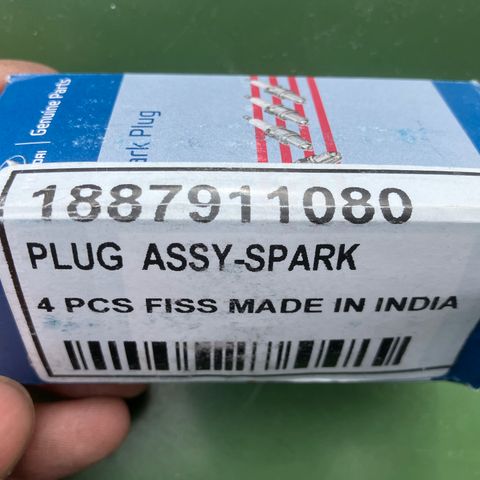 Genuine Parts
ark Plug
1887911080
PLUG ASSY-SPARK
4 PCS FISS MADE IN INDIA